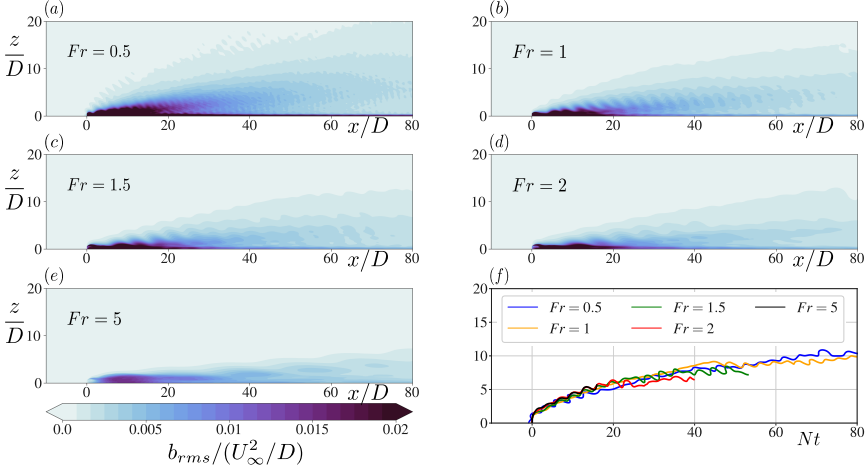 (a)
20
z/D
10
0
Fr = 0.5
0
20
40
60
80
x/D
(b)
20
10
0
Fr = 1
0
20
40
60
80
x/D
(c)
20
z/D
10
0
Fr = 1.5
0
20
40
60
80
x/D
(d)
20
10
0
Fr = 2
0
20
40
60
80
x/D
(e)
20
z/D
10
0
Fr = 5
0
20
40
60
80
x/D
0.0
0.005
0.01
0.015
0.02
b_rms/(U_∞^2/D)
(f)
20
15
10
5
0
Fr = 0.5
Fr = 1.5
Fr = 5
Fr = 1
Fr = 2
0
20
40
60
80
Nt